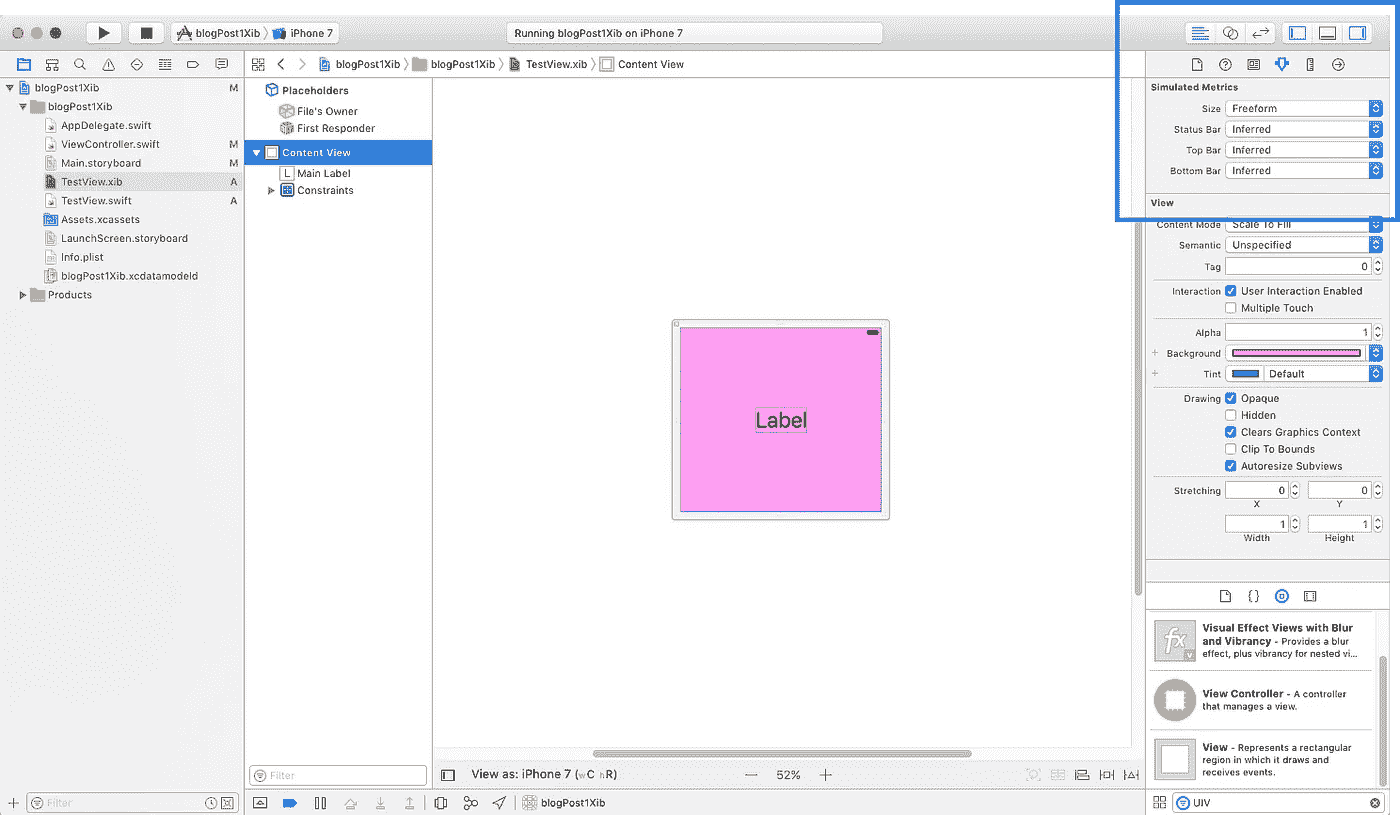 blogPost1Xib iPhone 7
Running blogPost1Xib on iPhone 7
blogPost1Xib blogPost1Xib TestView.xib Content View
blogPost1Xib M
blogPost1Xib
AppDelegate.swift
ViewController.swift M
Main.storyboard M
TestView.xib A
TestView.swift A
Assets.xcassets
LaunchScreen.storyboard
Info.plist
blogPost1Xib.xcdatamodeld
Products
Filter
Placeholders
File's Owner
First Responder
Content View
L Main Label
Constraints
Filter
Label
View as: iPhone 7 (wC hR)
52%
blogPost1Xib
Simulated Metrics
Size Freeform
Status Bar Inferred
Top Bar Inferred
Bottom Bar Inferred
View
Content Mode Scale To Fill
Semantic Unspecified
Tag 0
Interaction User Interaction Enabled
Multiple Touch
Alpha 1
+ Background
+ Tint Default
Drawing Opaque
Hidden
Clears Graphics Context
Clip To Bounds
Autoresize Subviews
Stretching 0 0
X Y
1 1
Width Height
{}
fx
V
Visual Effect Views with Blur
and Vibrancy - Provides a blur
effect, plus vibrancy for nested vi...
View Controller - A controller
that manages a view.
View - Represents a rectangular
region in which it draws and
receives events.
UIV